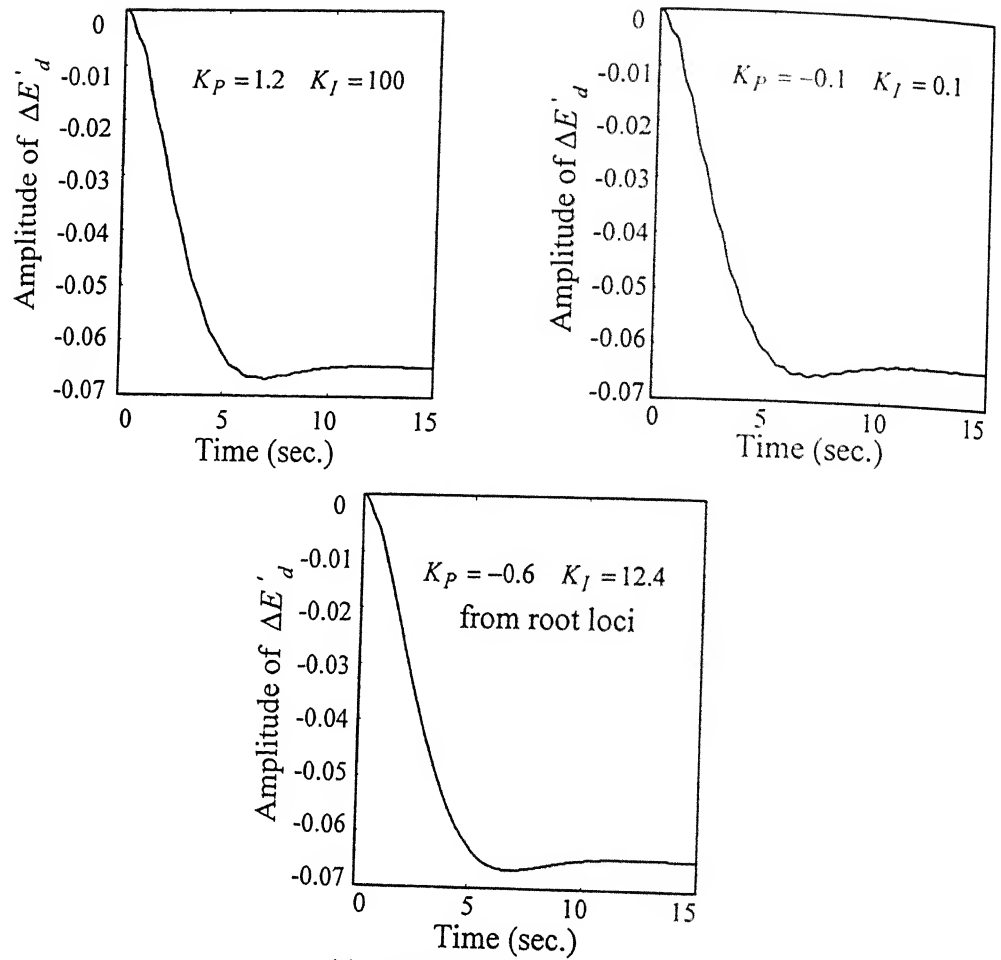 Amplitude of ΔE'd
0
-0.01
-0.02
-0.03
-0.04
-0.05
-0.06
-0.07
K_P = 1.2 K_I = 100
0 5 10 15
Time (sec.)
Amplitude of ΔE'd
0
-0.01
-0.02
-0.03
-0.04
-0.05
-0.06
-0.07
K_P = −0.1 K_I = 0.1
0 5 10 15
Time (sec.)
Amplitude of ΔE'd
0
-0.01
-0.02
-0.03
-0.04
-0.05
-0.06
-0.07
K_P = −0.6 K_I = 12.4
from root loci
0 5 10 15
Time (sec.)